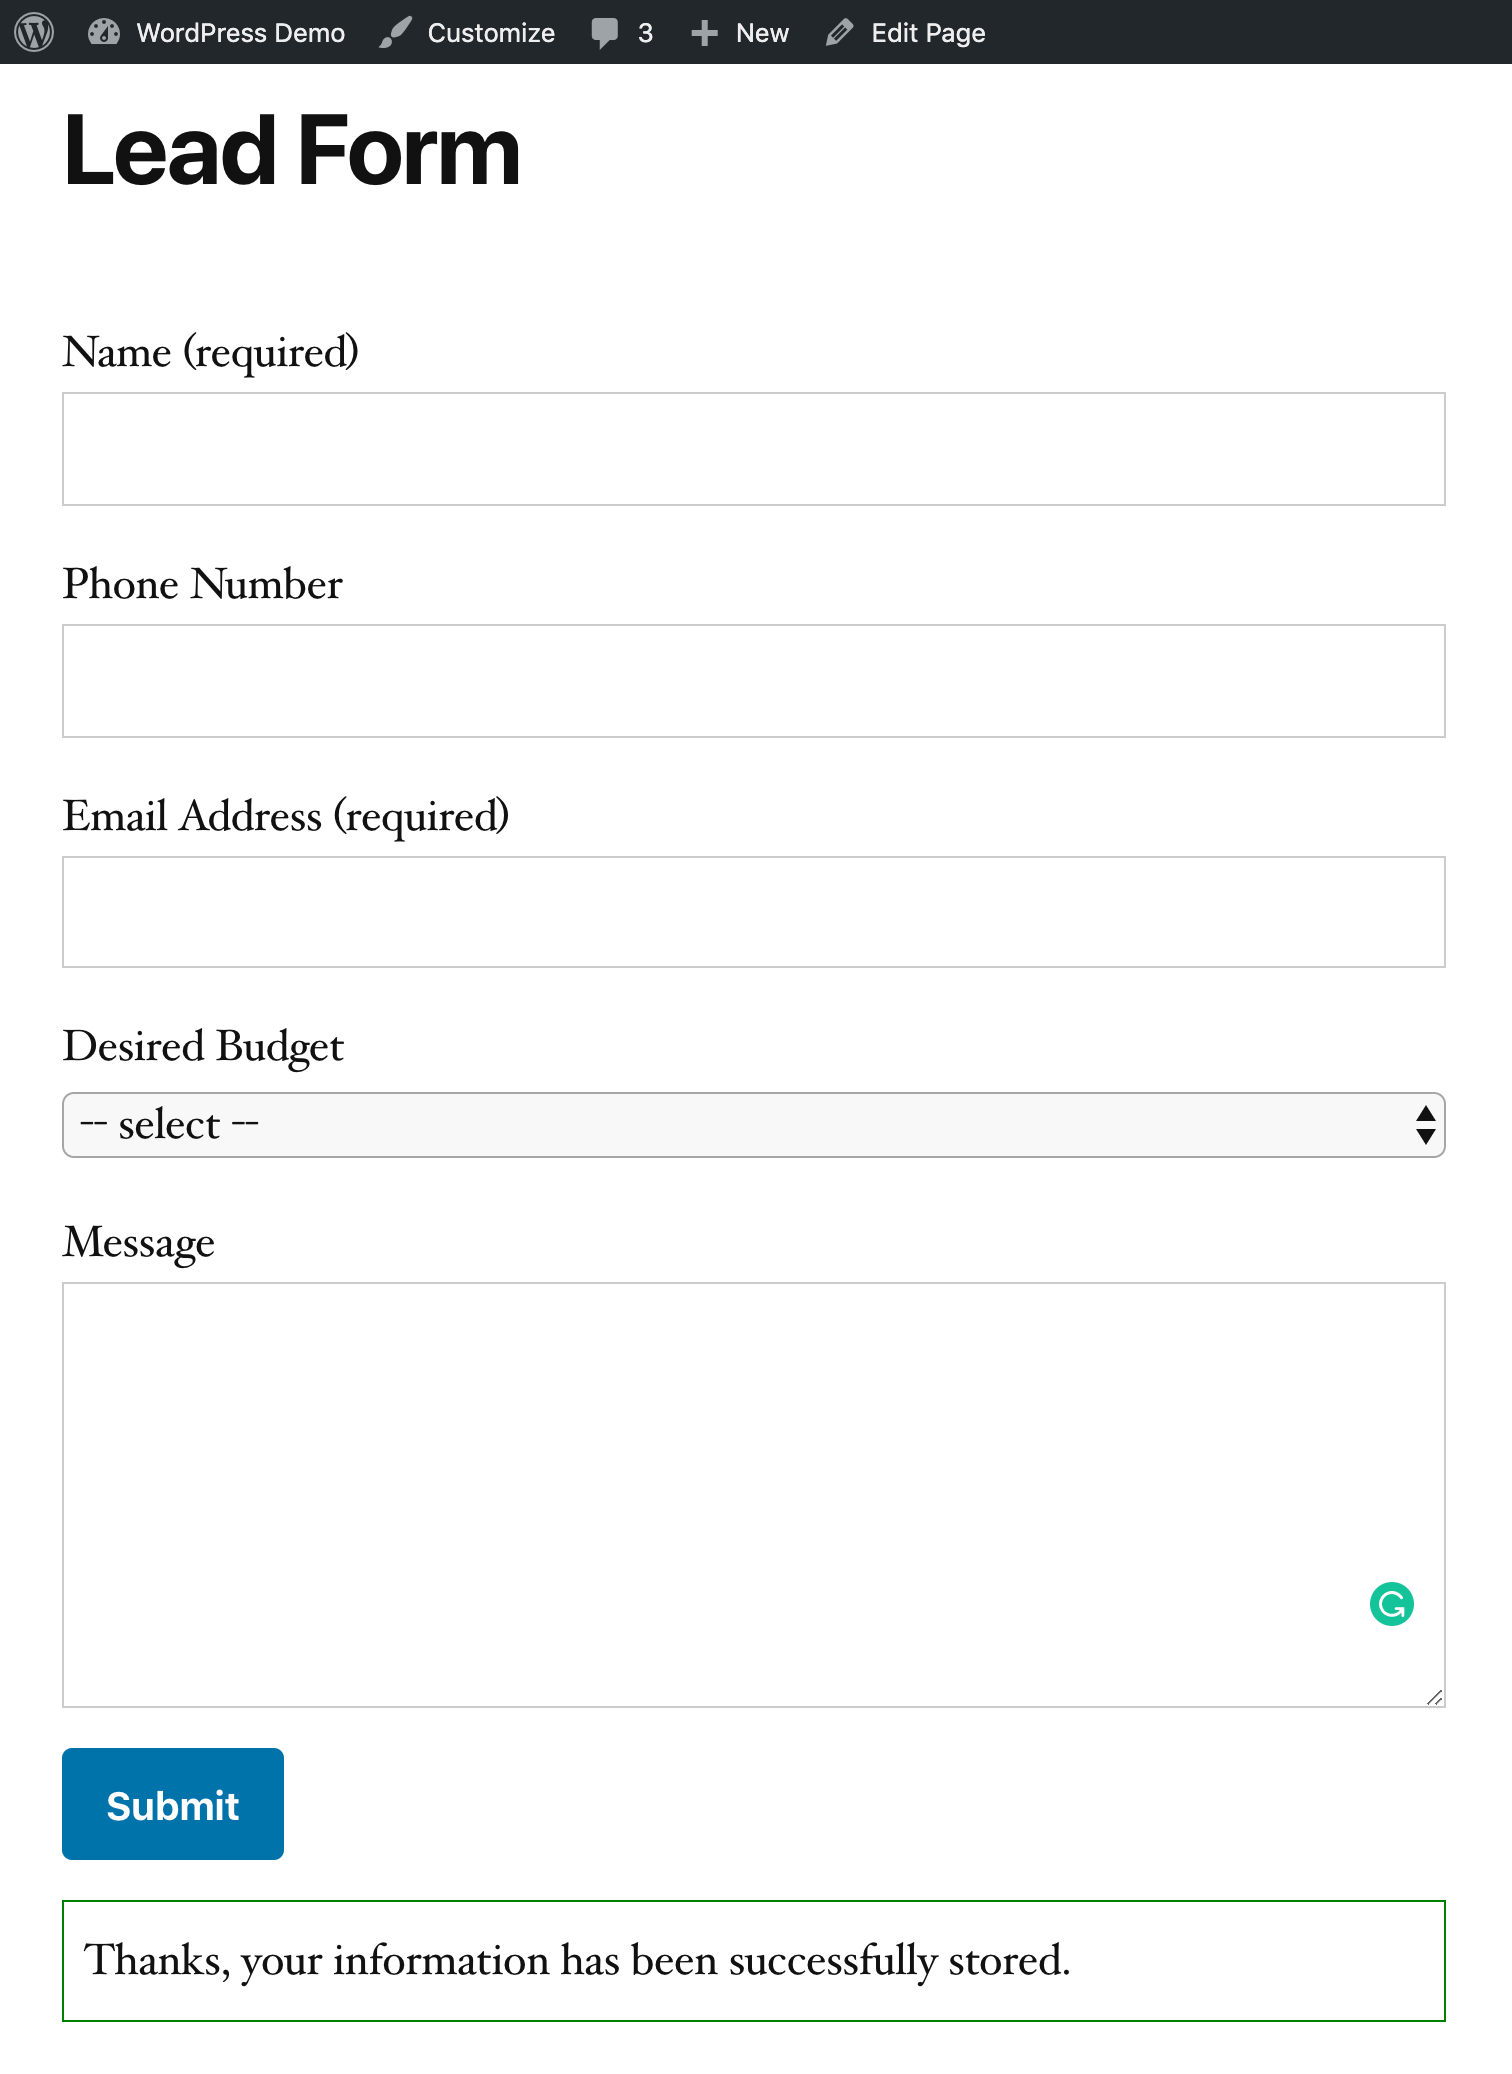 WordPress Demo Customize 3 New Edit Page
Lead Form
Name (required)
Phone Number
Email Address (required)
Desired Budget
-- select --
Message
Submit
Thanks, your information has been successfully stored.